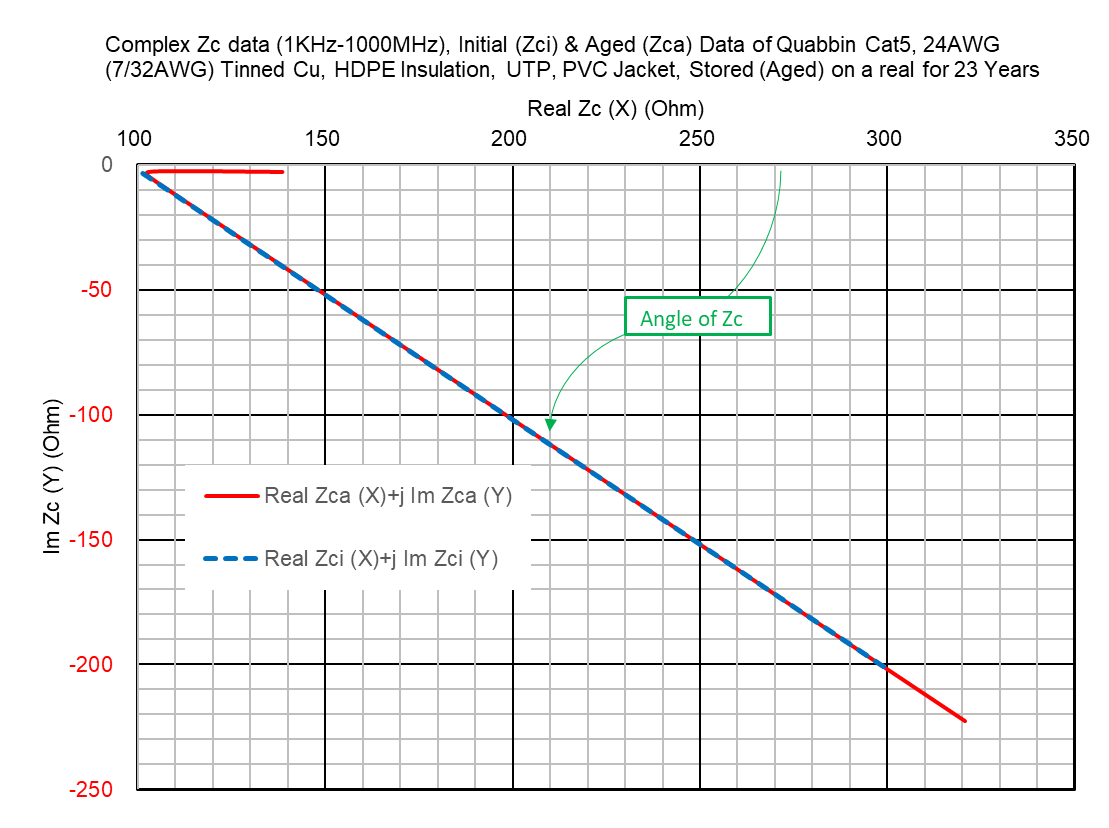 Complex Zc data (1KHz-1000MHz), Initial (Zci) & Aged (Zca) Data of Quabbin Cat5, 24AWG
(7/32AWG) Tinned Cu, HDPE Insulation, UTP, PVC Jacket, Stored (Aged) on a real for 23 Years
Real Zc (X) (Ohm)
100 150 200 250 300 350
0
-50
-100
-150
-200
-250
Im Zc (Y) (Ohm)
Angle of Zc
Real Zca (X)+j Im Zca (Y)
Real Zci (X)+j Im Zci (Y)